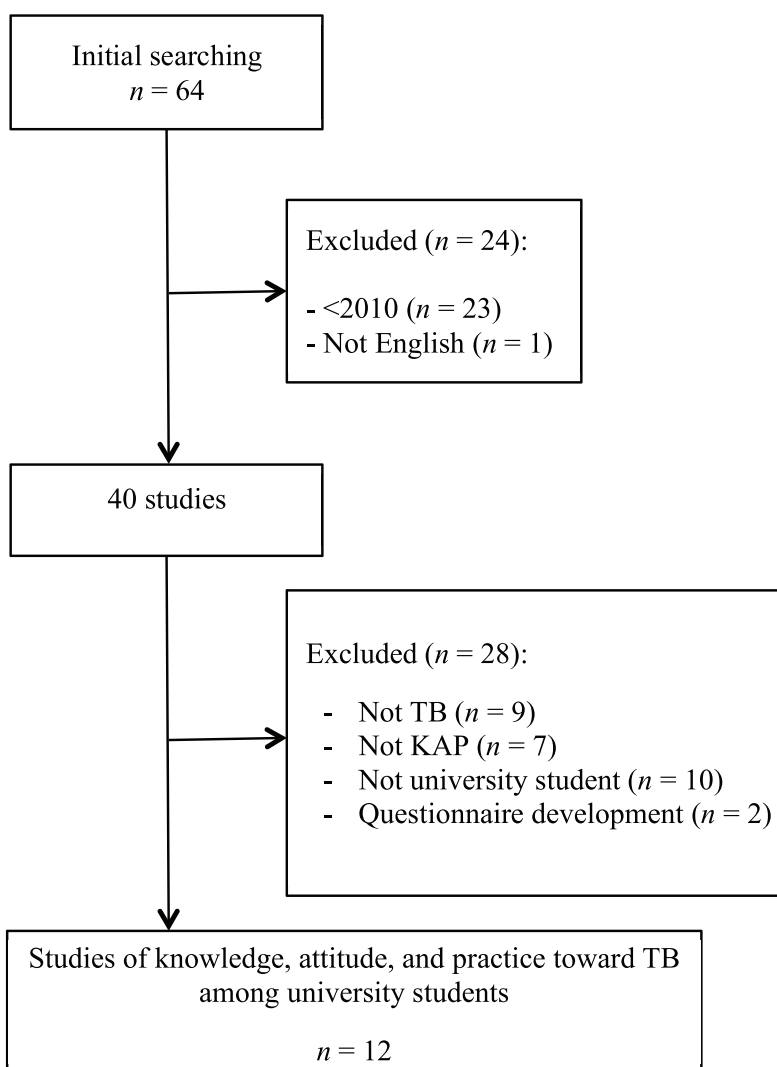 Initial searching
n = 64
Excluded (n = 24):
- <2010 (n = 23)
- Not English (n = 1)
40 studies
Excluded (n = 28):
- Not TB (n = 9)
- Not KAP (n = 7)
- Not university student (n = 10)
- Questionnaire development (n = 2)
Studies of knowledge, attitude, and practice toward TB
among university students
n = 12